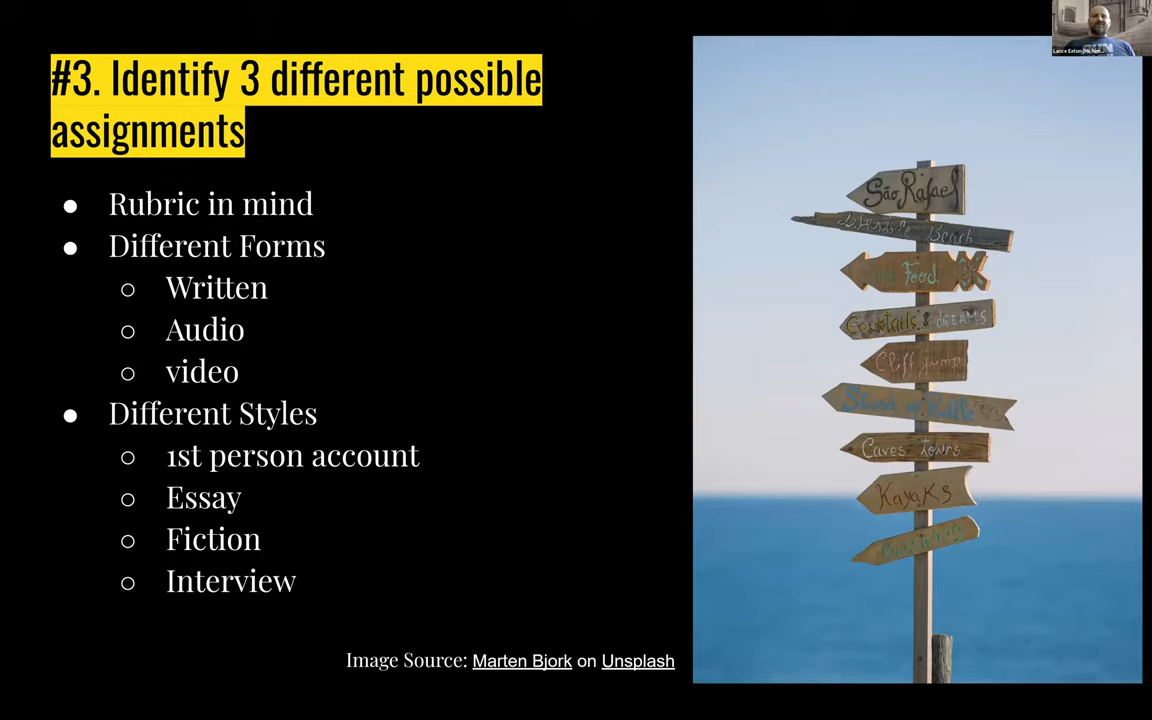 #3. Identify 3 different possible
assignments
● Rubric in mind
● Different Forms
○ Written
○ Audio
○ video
● Different Styles
○ 1st person account
○ Essay
○ Fiction
○ Interview
Image Source: Marten Bjork on Unsplash
São Rafael
Beach
Food
Cocktails & dREAMS
Cliff jump
Caves tours
KayaKS
Lance Eaton